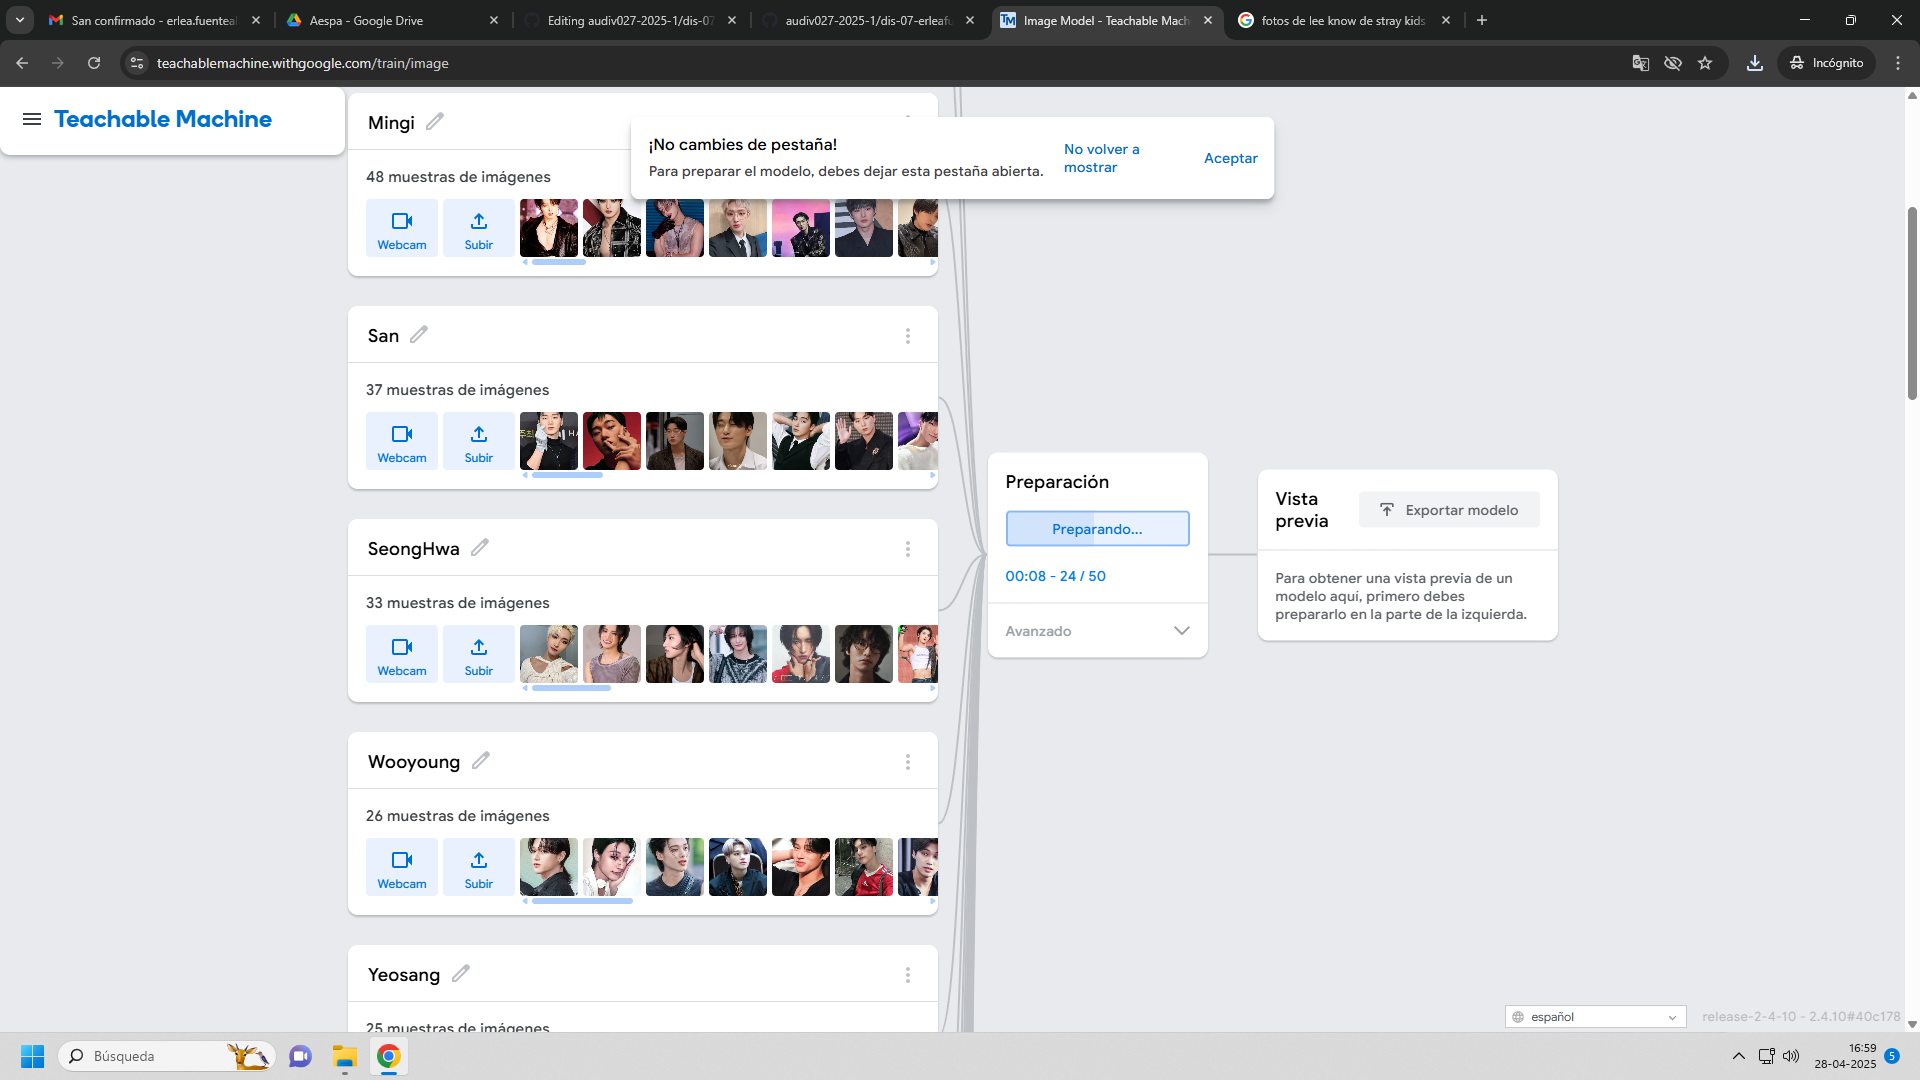 San confirmado - erlea.fuenteal
Aespa - Google Drive
Editing audiv027-2025-1/dis-07
audiv027-2025-1/dis-07-erleafu
Image Model - Teachable Mach
fotos de lee know de stray kids
teachablemachine.withgoogle.com/train/image
Incógnito
Teachable Machine
¡No cambies de pestaña!
Para preparar el modelo, debes dejar esta pestaña abierta.
No volver a
mostrar
Aceptar
Mingi
48 muestras de imágenes
Webcam
Subir
San
37 muestras de imágenes
Webcam
Subir
SeongHwa
33 muestras de imágenes
Webcam
Subir
Wooyoung
26 muestras de imágenes
Webcam
Subir
Yeosang
25 muestras de imágenes
Preparación
Preparando...
00:08 - 24 / 50
Avanzado
Vista
previa
Exportar modelo
Para obtener una vista previa de un
modelo aquí, primero debes
prepararlo en la parte de la izquierda.
español
release-2-4-10 - 2.4.10#40c178
Búsqueda
16:59
28-04-2025
5